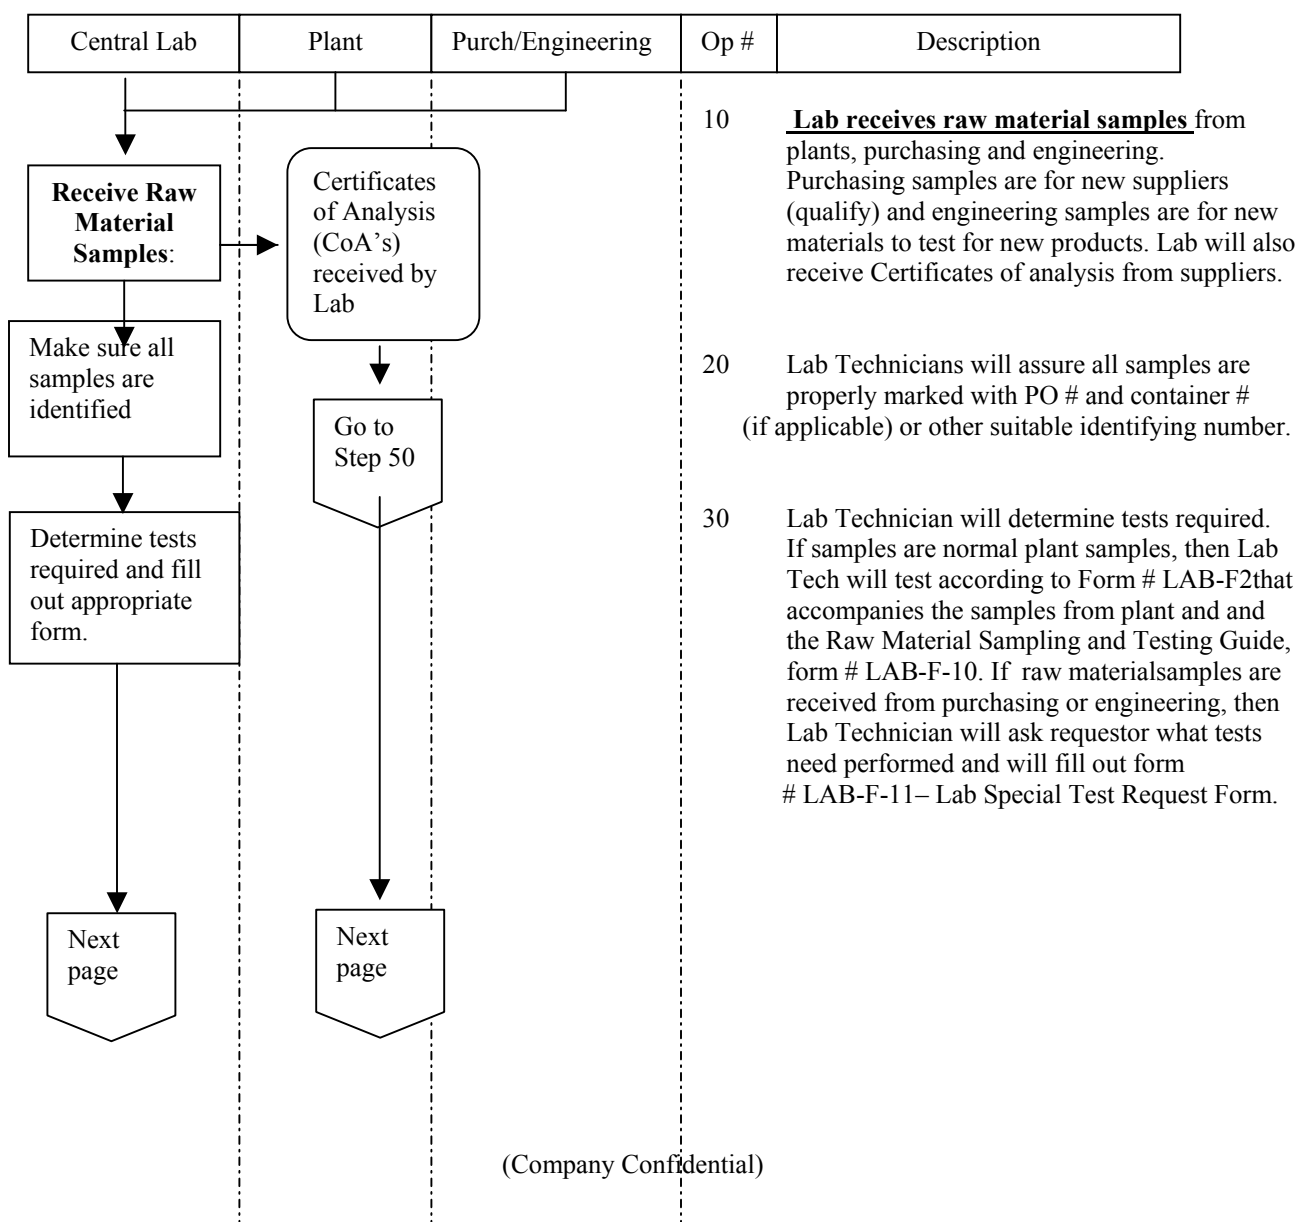 Central Lab
Plant
Purch/Engineering
Op #
Description
Receive Raw
Material
Samples:
Certificates
of Analysis
(CoA’s)
received by
Lab
Make sure all
samples are
identified
Go to
Step 50
Determine tests
required and fill
out appropriate
form.
Next
page
Next
page
10
Lab receives raw material samples from
plants, purchasing and engineering.
Purchasing samples are for new suppliers
(qualify) and engineering samples are for new
materials to test for new products. Lab will also
receive Certificates of analysis from suppliers.
20
Lab Technicians will assure all samples are
properly marked with PO # and container #
(if applicable) or other suitable identifying number.
30
Lab Technician will determine tests required.
If samples are normal plant samples, then Lab
Tech will test according to Form # LAB-F2that
accompanies the samples from plant and and
the Raw Material Sampling and Testing Guide,
form # LAB-F-10. If  raw materialsamples are
received from purchasing or engineering, then
Lab Technician will ask requestor what tests
need performed and will fill out form
# LAB-F-11– Lab Special Test Request Form.
(Company Confidential)